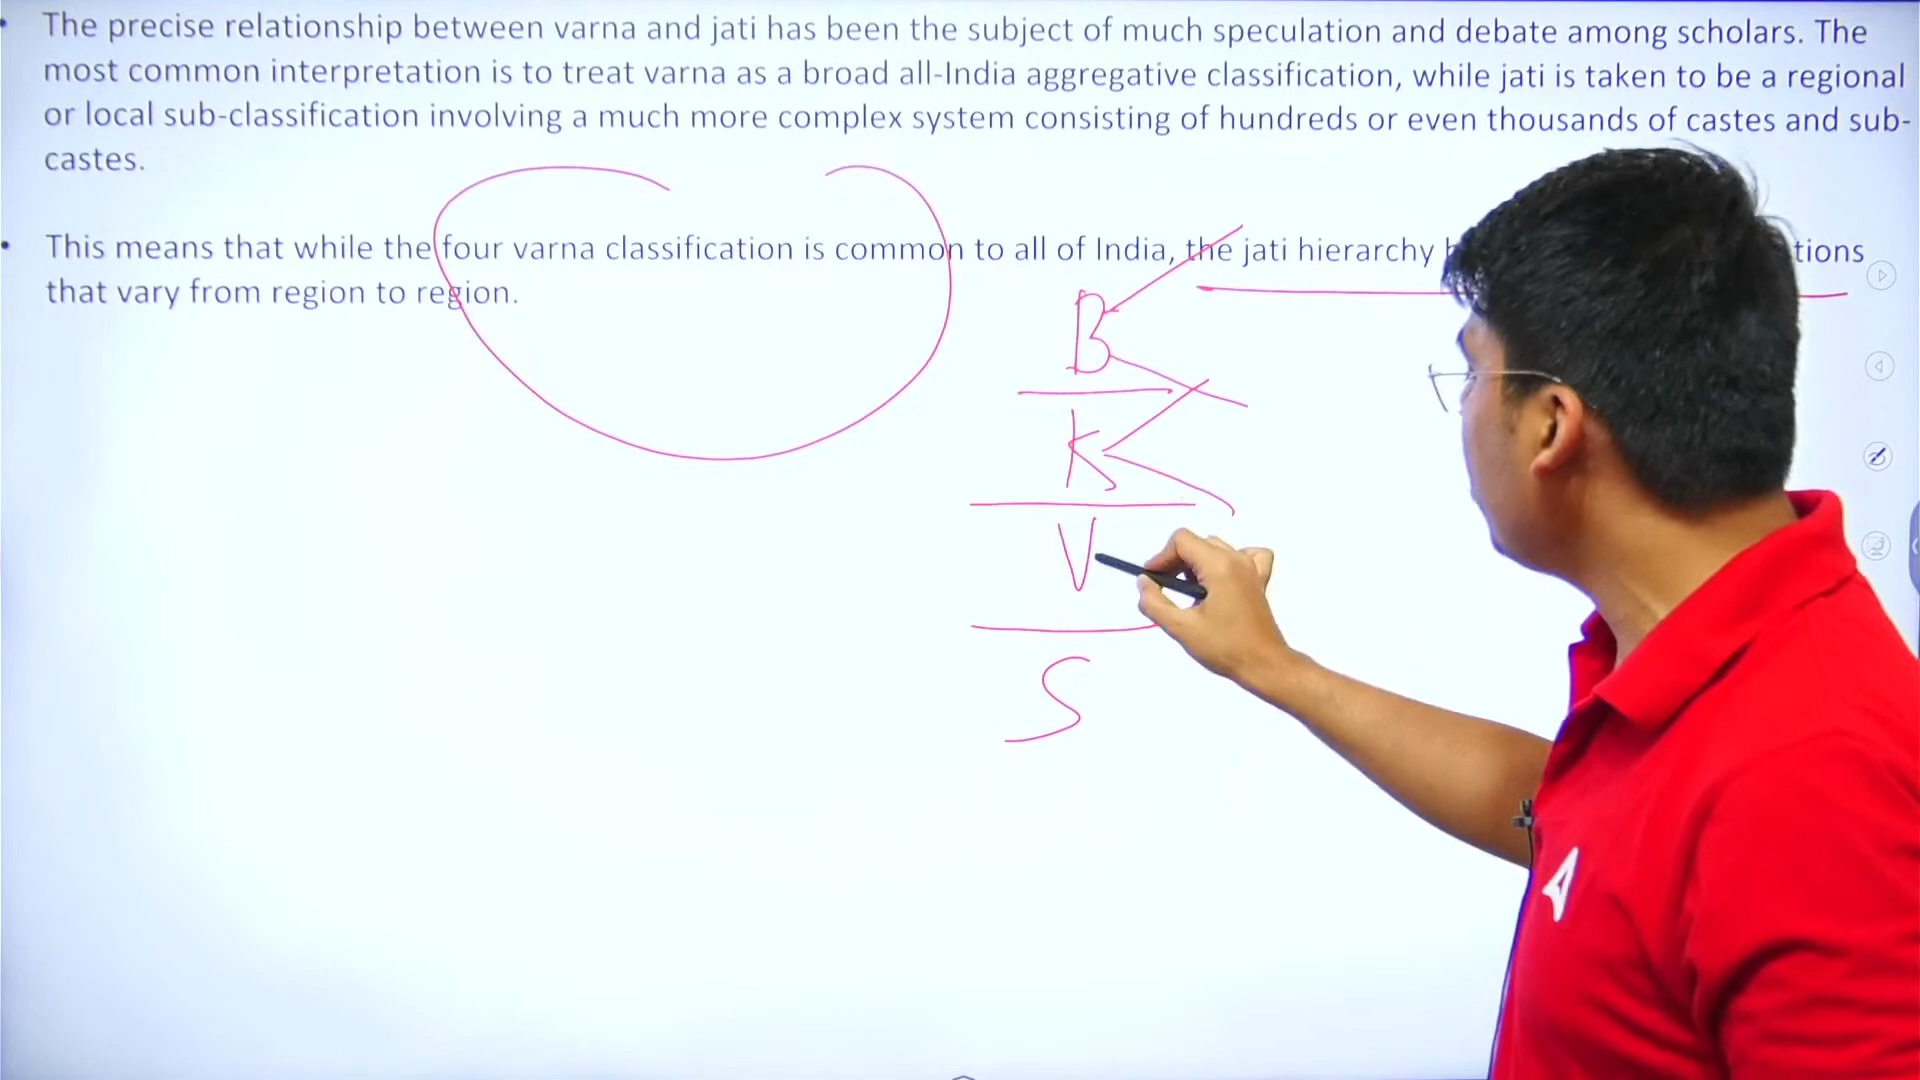 • The precise relationship between varna and jati has been the subject of much speculation and debate among scholars. The
most common interpretation is to treat varna as a broad all-India aggregative classification, while jati is taken to be a regional
or local sub-classification involving a much more complex system consisting of hundreds or even thousands of castes and sub-
castes.
• This means that while the four varna classification is common to all of India, the jati hierarchy
that vary from region to region.
B
K
V
S